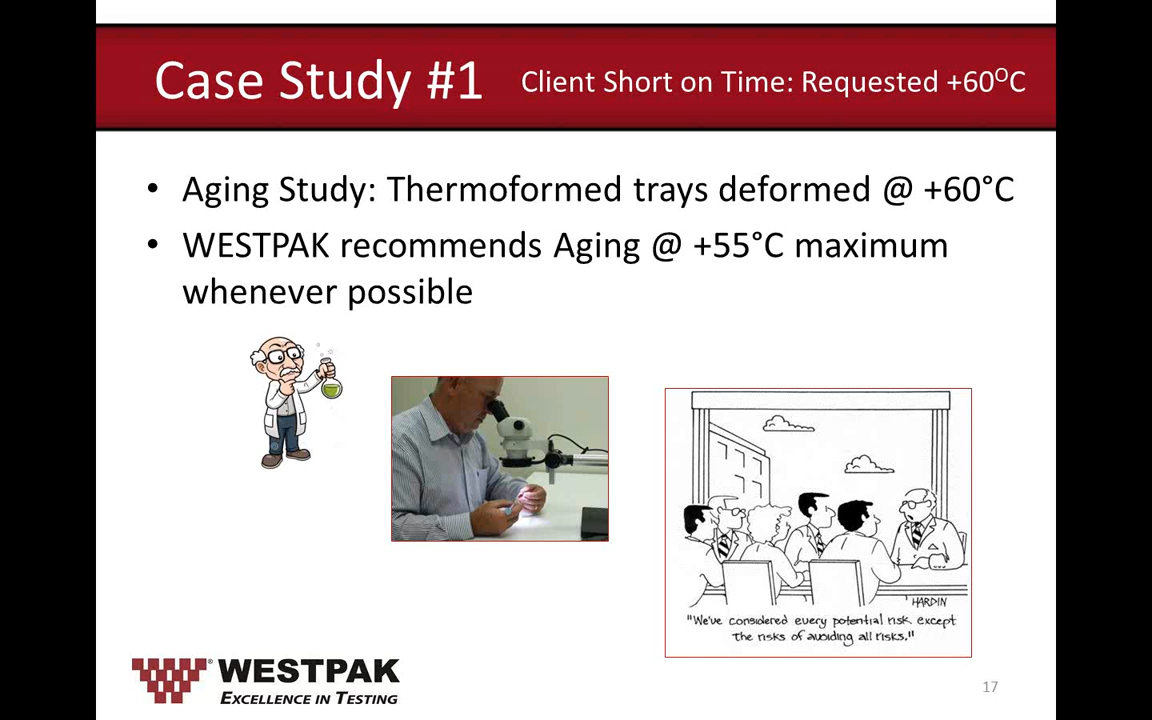 Case Study #1 Client Short on Time: Requested +60ᴼC
• Aging Study: Thermoformed trays deformed @ +60°C
• WESTPAK recommends Aging @ +55°C maximum
whenever possible
HARDIN
"We've considered every potential risk except
the risks of avoiding all risks."
WESTPAK®
EXCELLENCE IN TESTING
17